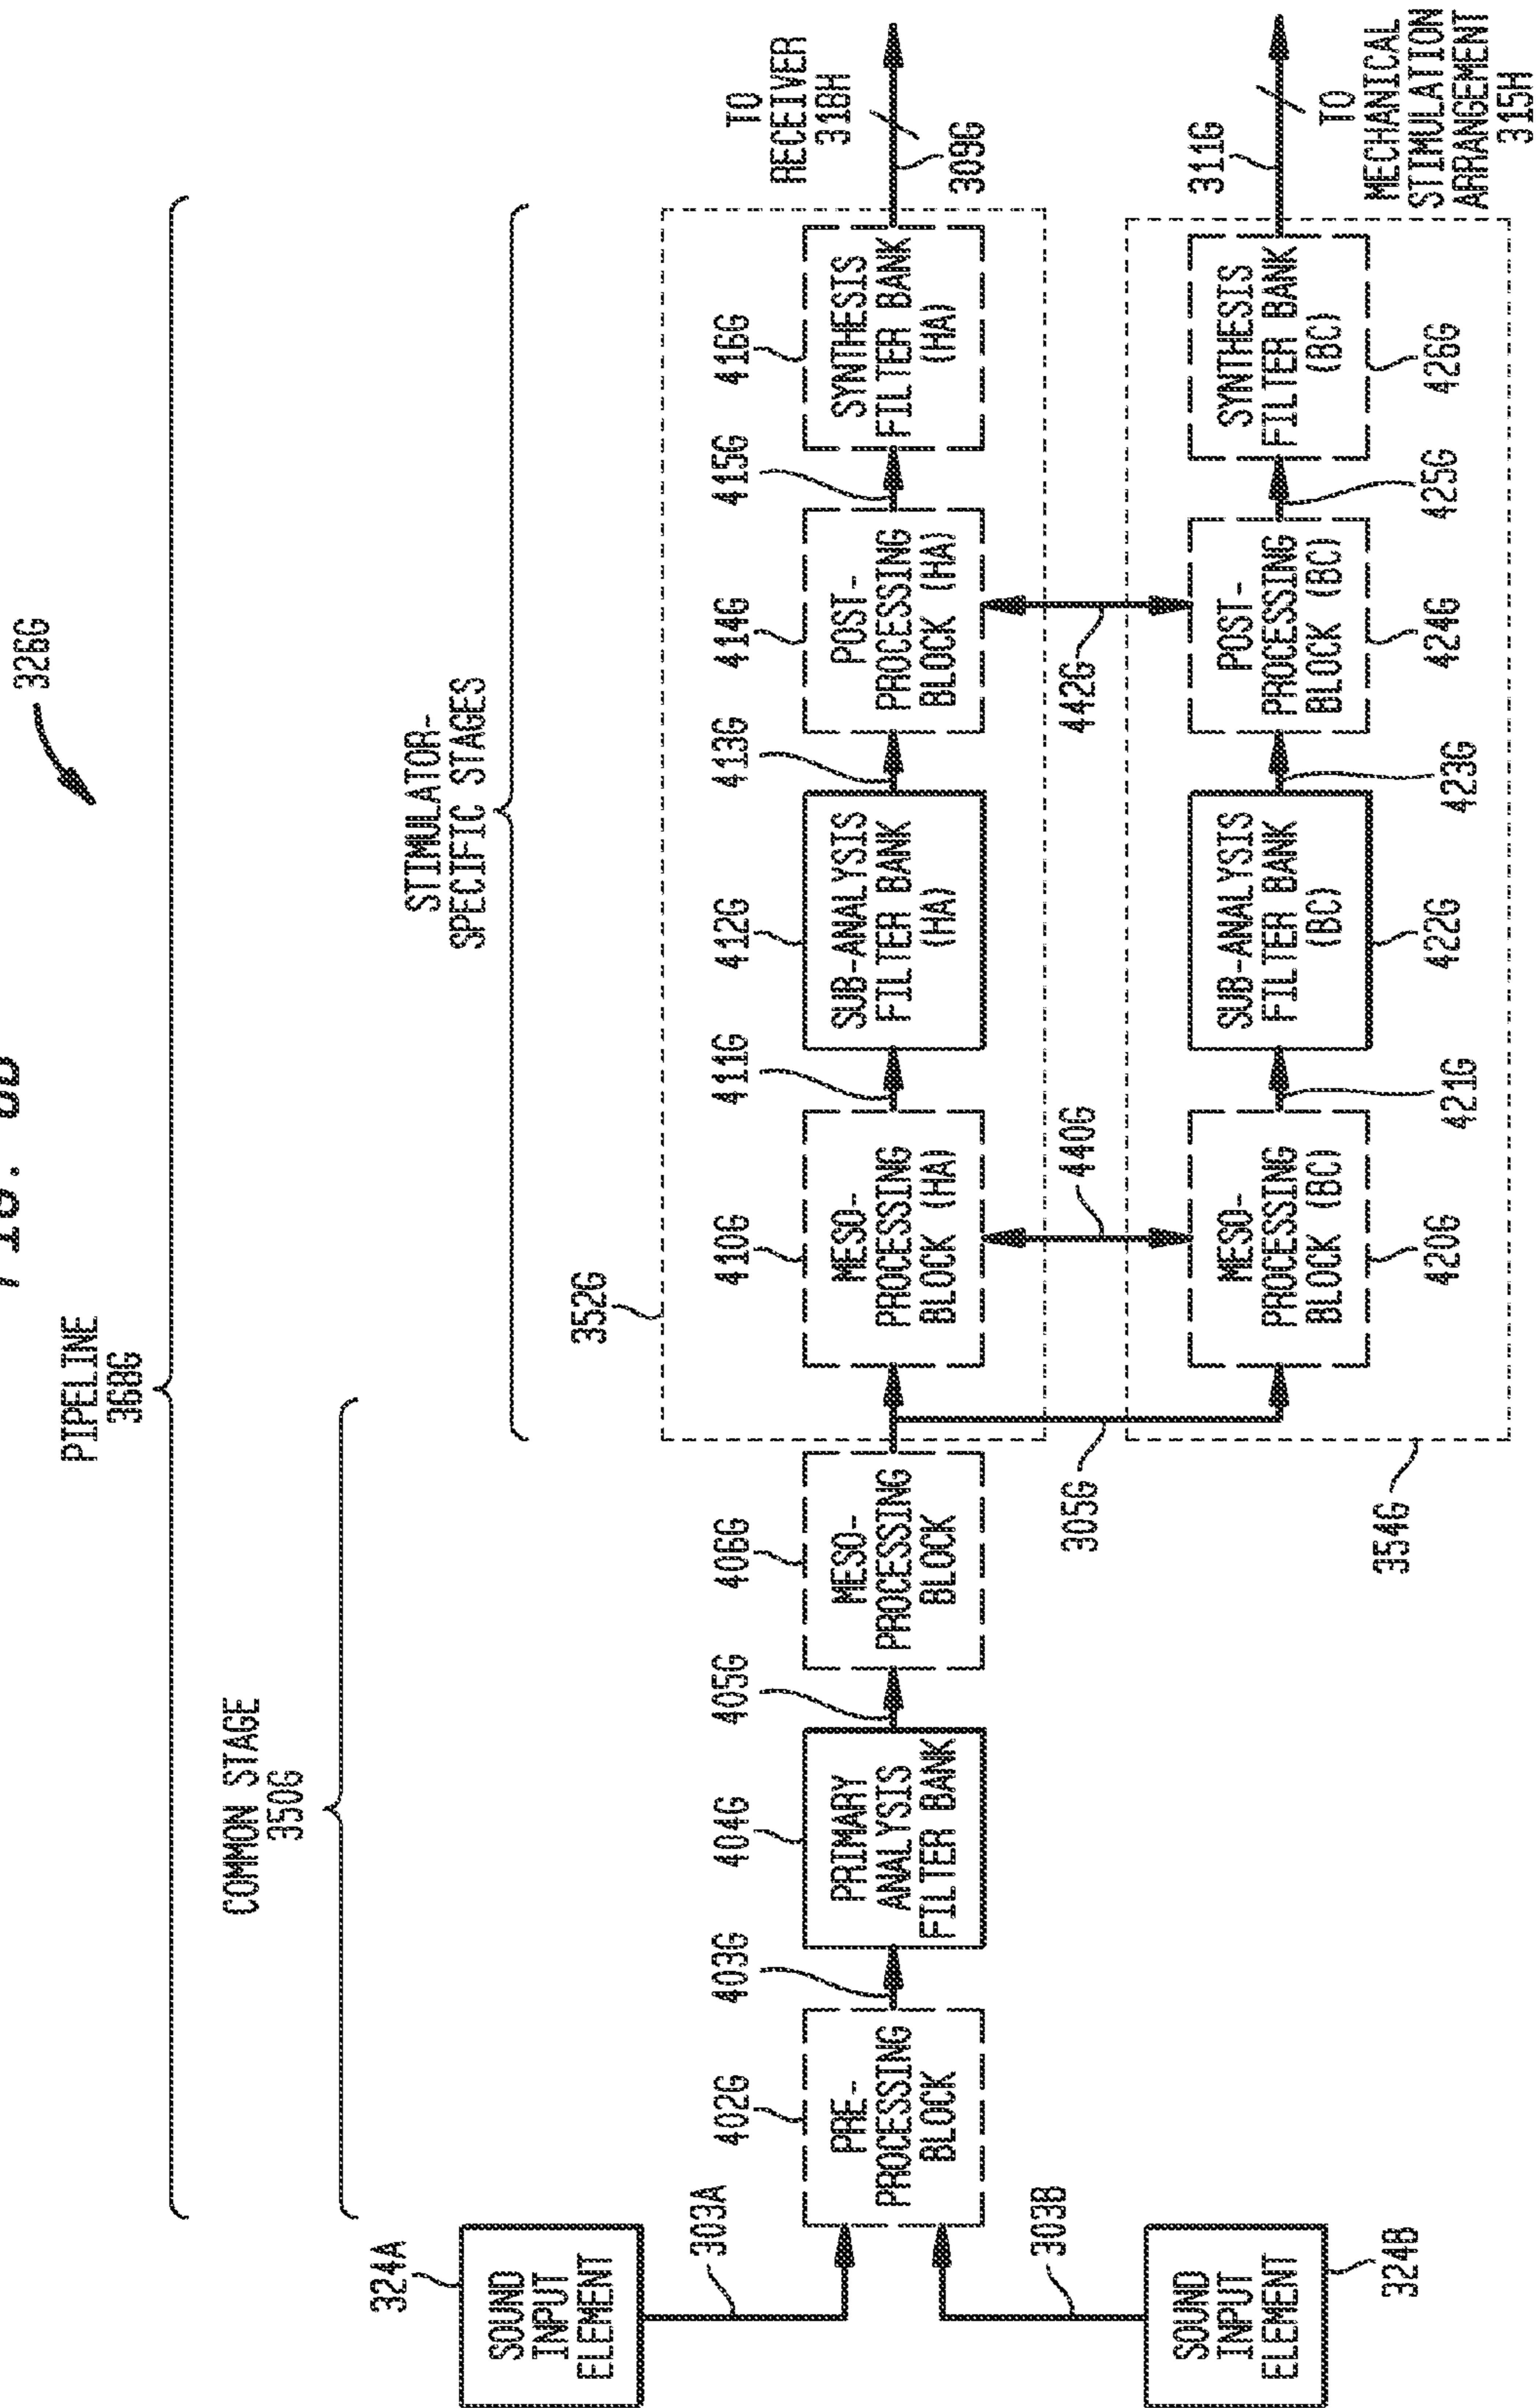 FIG.
326G
PIPELINE
368G
COMMON STAGE
350G
STIMULATOR-
SPECIFIC STAGES
324A
SOUND
INPUT
ELEMENT
303A
303B
SOUND
INPUT
ELEMENT
324B
402G
PRE-
PROCESSING
BLOCK
403G
404G
PRIMARY
ANALYSIS
FILTER BANK
405G
406G
MESO-
PROCESSING
BLOCK
305G
352G
410G
MESO-
PROCESSING
BLOCK (HA)
411G
412G
SUB-ANALYSIS
FILTER BANK
(HA)
413G
414G
POST-
PROCESSING
BLOCK (HA)
415G
416G
SYNTHESIS
FILTER BANK
(HA)
TO
RECEIVER
318H
309G
440G
442G
354G
MESO-
PROCESSING
BLOCK (BC)
420G
421G
SUB-ANALYSIS
FILTER BANK
(BC)
422G
423G
POST-
PROCESSING
BLOCK (BC)
424G
425G
SYNTHESIS
FILTER BANK
(BC)
426G
311G
TO
MECHANICAL
STIMULATION
ARRANGEMENT
315H